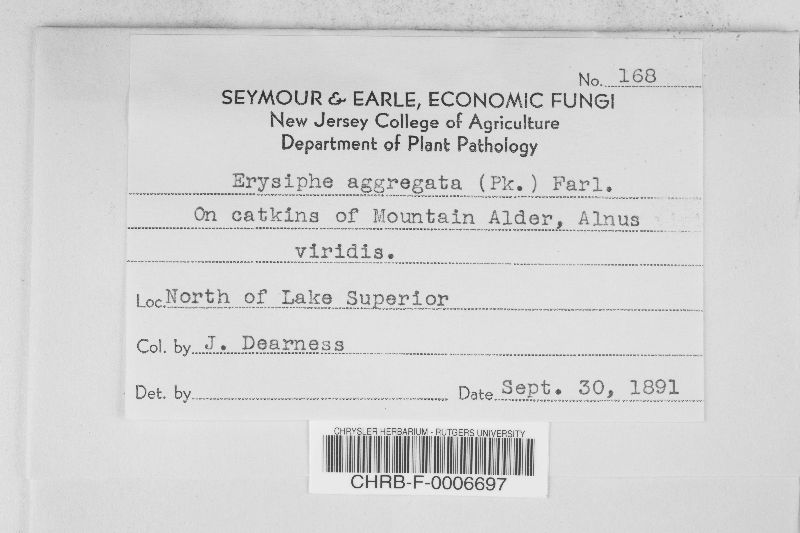 No. 168
SEYMOUR & EARLE, ECONOMIC FUNGI
New Jersey College of Agriculture
Department of Plant Pathology
Erysiphe aggregata (Pk.) Farl.
On catkins of Mountain Alder, Alnus
viridis.
Loc. North of Lake Superior
Col. by J. Dearness
Det. by Date Sept. 30, 1891
CHRYSLER HERBARIUM - RUTGERS UNIVERSITY
CHRB-F-0006697